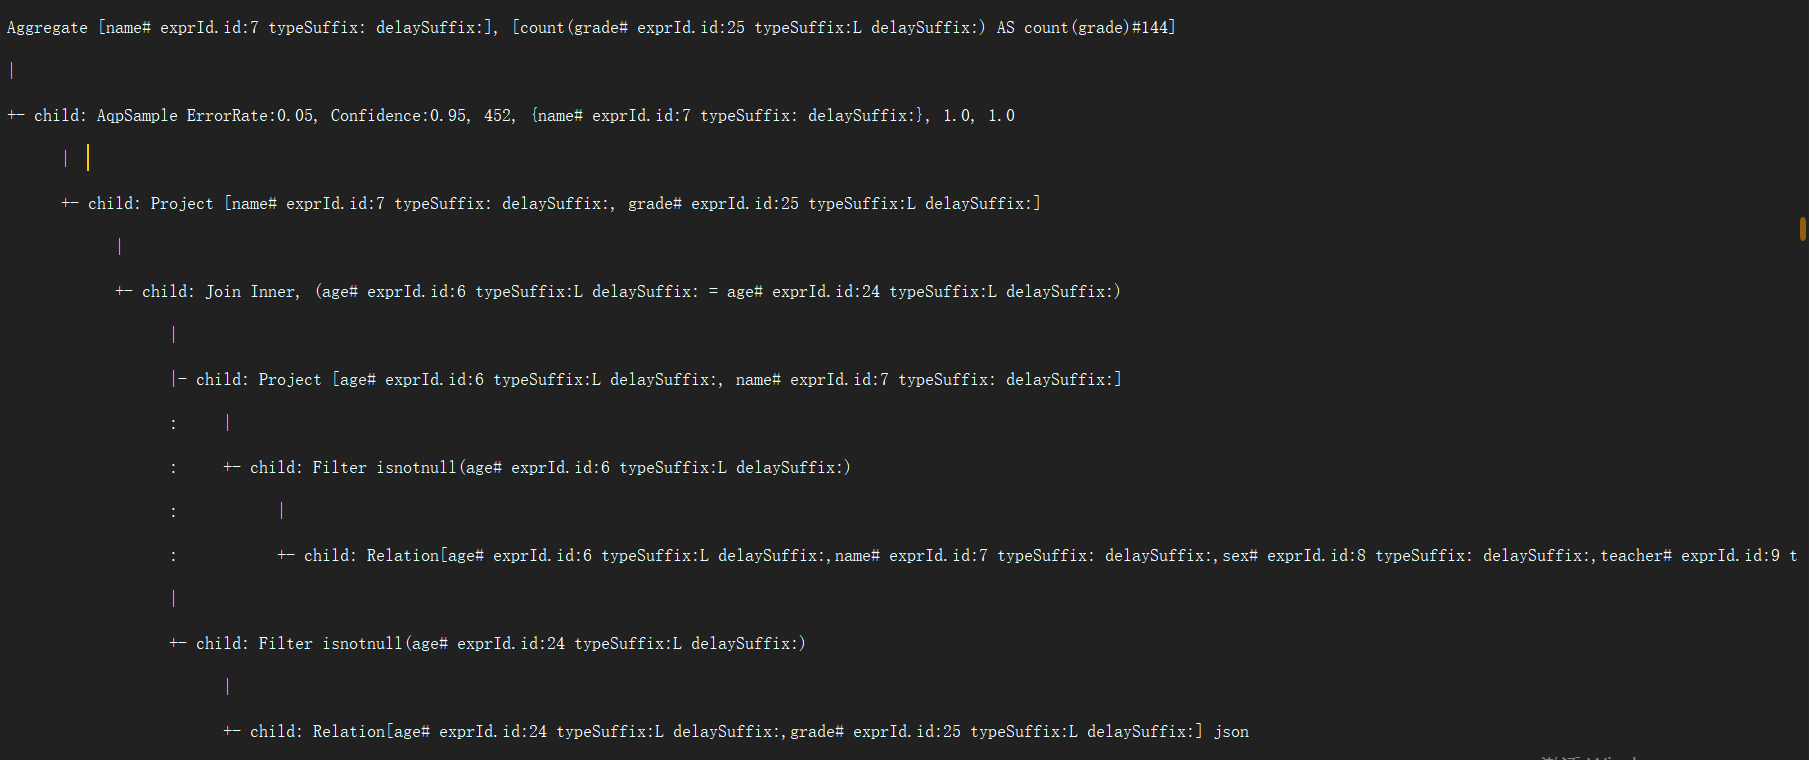 Aggregate [name# exprId.id:7 typeSuffix: delaySuffix:], [count(grade# exprId.id:25 typeSuffix:L delaySuffix:) AS count(grade)#144]
|
+- child: AqpSample ErrorRate:0.05, Confidence:0.95, 452, {name# exprId.id:7 typeSuffix: delaySuffix:}, 1.0, 1.0
|
+- child: Project [name# exprId.id:7 typeSuffix: delaySuffix:, grade# exprId.id:25 typeSuffix:L delaySuffix:]
|
+- child: Join Inner, (age# exprId.id:6 typeSuffix:L delaySuffix: = age# exprId.id:24 typeSuffix:L delaySuffix:)
|
|- child: Project [age# exprId.id:6 typeSuffix:L delaySuffix:, name# exprId.id:7 typeSuffix: delaySuffix:]
: |
: +- child: Filter isnotnull(age# exprId.id:6 typeSuffix:L delaySuffix:)
: |
: +- child: Relation[age# exprId.id:6 typeSuffix:L delaySuffix:,name# exprId.id:7 typeSuffix: delaySuffix:,sex# exprId.id:8 typeSuffix: delaySuffix:,teacher# exprId.id:9 t
|
+- child: Filter isnotnull(age# exprId.id:24 typeSuffix:L delaySuffix:)
|
+- child: Relation[age# exprId.id:24 typeSuffix:L delaySuffix:,grade# exprId.id:25 typeSuffix:L delaySuffix:] json